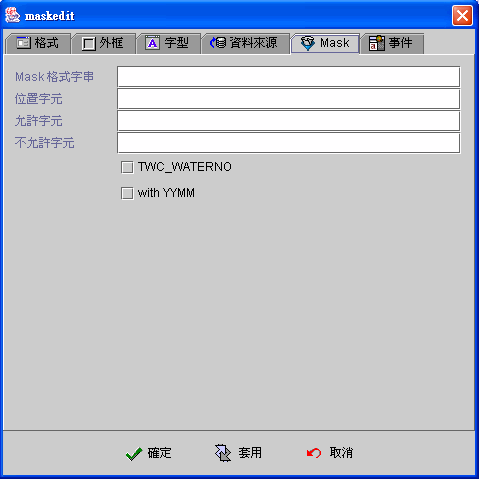 maskedit
格式 外框 字型 資料來源 Mask 事件
Mask 格式字串
位置字元
允許字元
不允許字元
TWC_WATERNO
with YYMM
確定 套用 取消